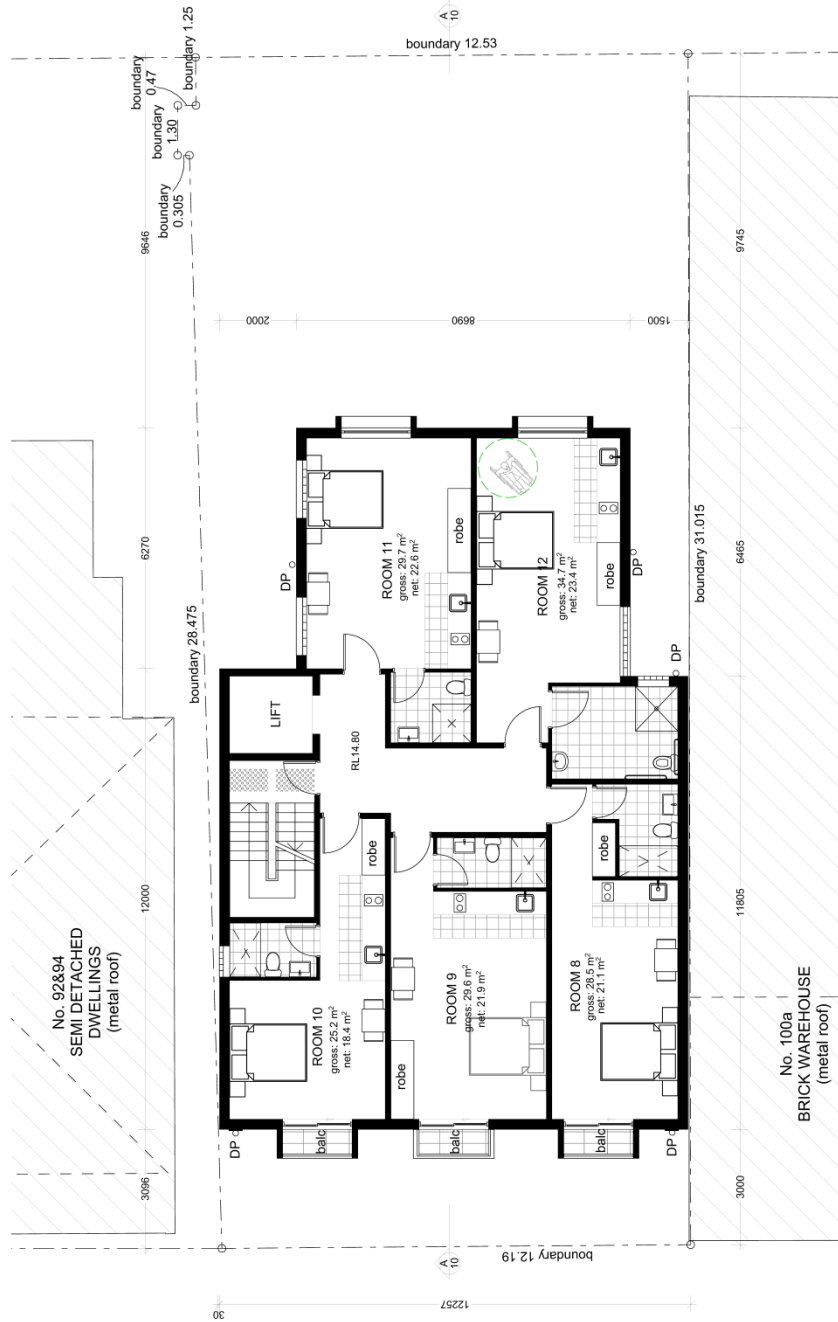 A
10
boundary 12.53
boundary 1.25
boundary
0.47
boundary
1.30
boundary
0.305
9646
9745
2000
8690
1500
boundary 28.475
boundary 31.015
6270
6465
DP
ROOM 11
gross: 29.7 m²
net: 22.6 m²
robe
ROOM 12
gross: 34.7 m²
net: 23.4 m²
robe
DP
DP
LIFT
RL14.80
No. 92&94
SEMI DETACHED
DWELLINGS
(metal roof)
12000
11805
robe
ROOM 10
gross: 25.2 m²
net: 18.4 m²
balc
robe
ROOM 9
gross: 29.6 m²
net: 21.9 m²
balc
robe
ROOM 8
gross: 28.5 m²
net: 21.1 m²
balc
DP
DP
No. 100a
BRICK WAREHOUSE
(metal roof)
3096
3000
A
10
boundary 12.19
30
12257